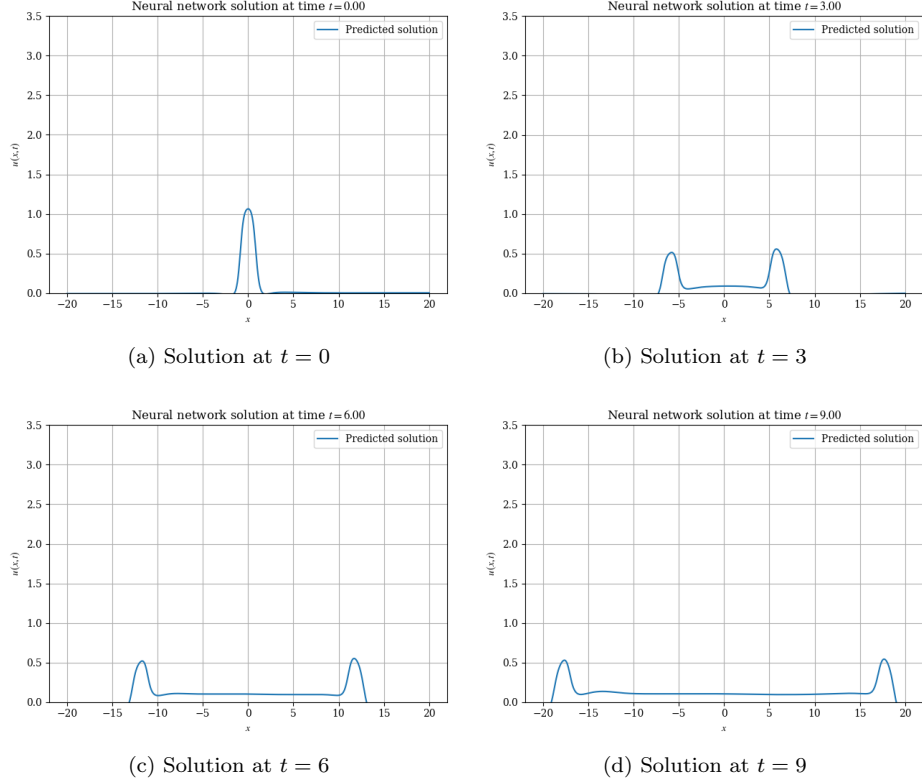 Neural network solution at time t=0.00
Predicted solution
3.5
3.0
2.5
2.0
1.5
1.0
0.5
0.0
u(x,t)
−20 −15 −10 −5 0 5 10 15 20
x
(a) Solution at t = 0
Neural network solution at time t=3.00
Predicted solution
3.5
3.0
2.5
2.0
1.5
1.0
0.5
0.0
u(x,t)
−20 −15 −10 −5 0 5 10 15 20
x
(b) Solution at t = 3
Neural network solution at time t=6.00
Predicted solution
3.5
3.0
2.5
2.0
1.5
1.0
0.5
0.0
u(x,t)
−20 −15 −10 −5 0 5 10 15 20
x
(c) Solution at t = 6
Neural network solution at time t=9.00
Predicted solution
3.5
3.0
2.5
2.0
1.5
1.0
0.5
0.0
u(x,t)
−20 −15 −10 −5 0 5 10 15 20
x
(d) Solution at t = 9